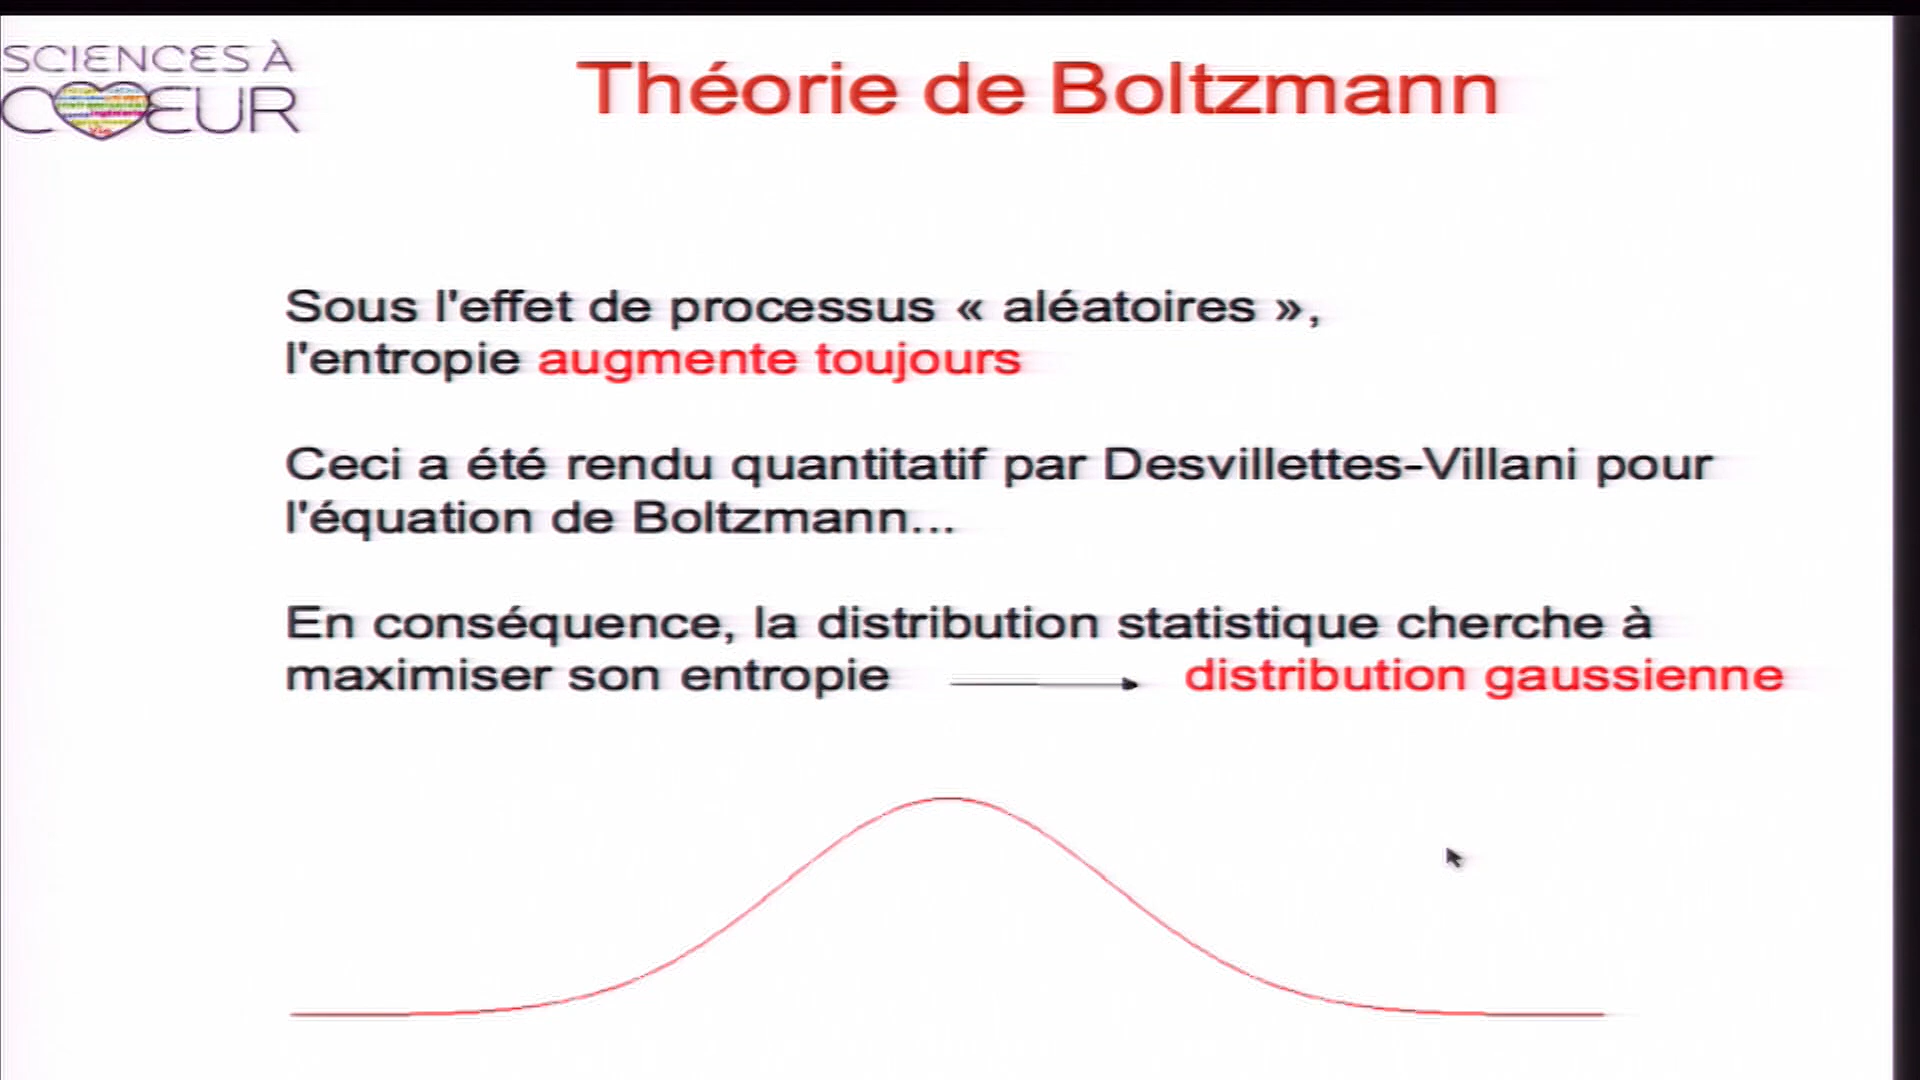 SCIENCES À
CŒUR
Théorie de Boltzmann
Sous l'effet de processus « aléatoires »,
l'entropie augmente toujours
Ceci a été rendu quantitatif par Desvillettes-Villani pour
l'équation de Boltzmann...
En conséquence, la distribution statistique cherche à
maximiser son entropie distribution gaussienne